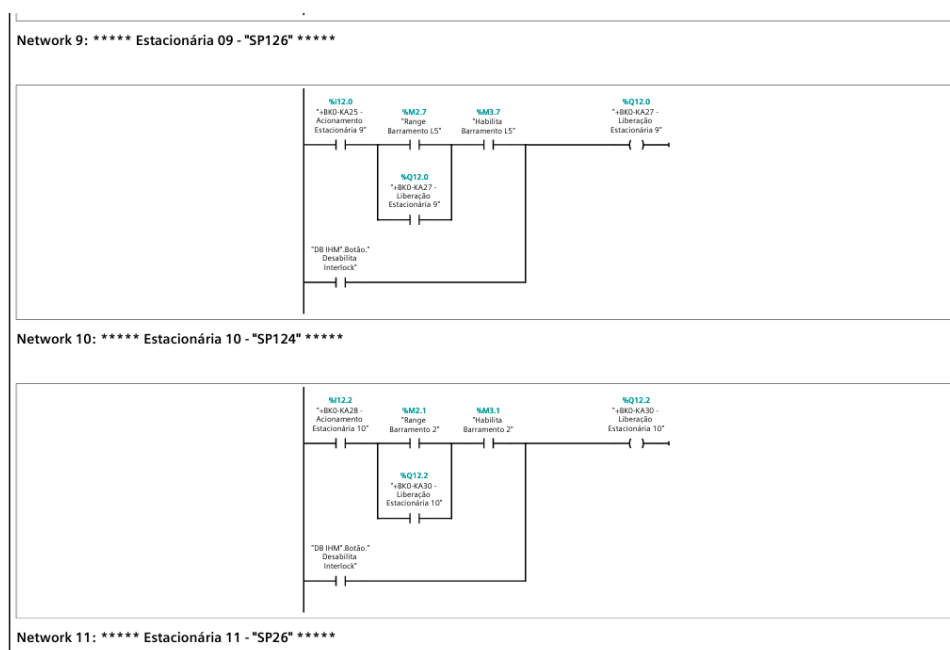 Network 9: ***** Estacionária 09 - "SP126" *****
%I12.0
"+BK0-KA25 -
Acionamento
Estacionária 9"
%M2.7
"Range
Barramento L5"
%M3.7
"Habilita
Barramento L5"
%Q12.0
"+BK0-KA27 -
Liberação
Estacionária 9"
%Q12.0
"+BK0-KA27 -
Liberação
Estacionária 9"
"DB IHM".Botão."
Desabilita
Interlock"
Network 10: ***** Estacionária 10 - "SP124" *****
%I12.2
"+BK0-KA28 -
Acionamento
Estacionária 10"
%M2.1
"Range
Barramento 2"
%M3.1
"Habilita
Barramento 2"
%Q12.2
"+BK0-KA30 -
Liberação
Estacionária 10"
%Q12.2
"+BK0-KA30 -
Liberação
Estacionária 10"
"DB IHM".Botão."
Desabilita
Interlock"
Network 11: ***** Estacionária 11 - "SP26" *****